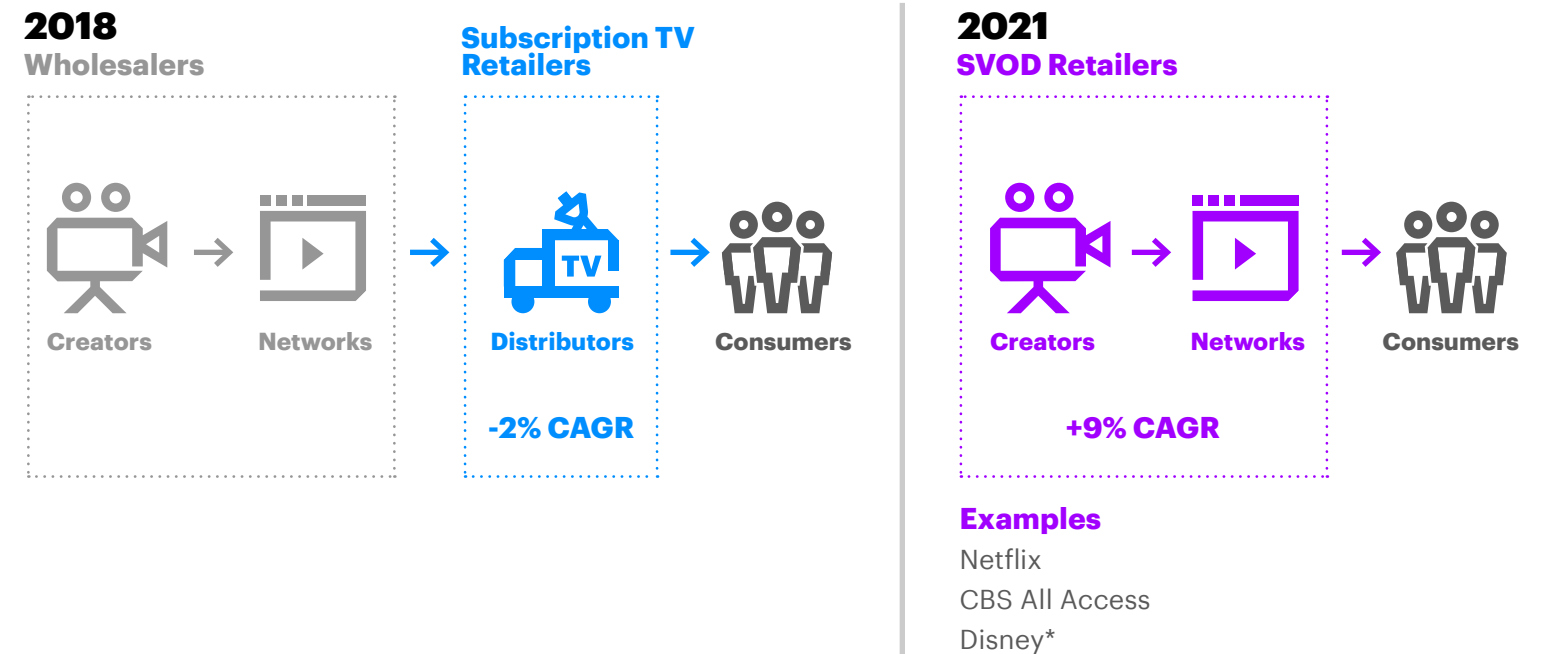 2018
Wholesalers
Subscription TV
Retailers
Creators
Networks
TV
Distributors
Consumers
-2% CAGR
2021
SVOD Retailers
Creators
Networks
Consumers
+9% CAGR
Examples
Netflix
CBS All Access
Disney*